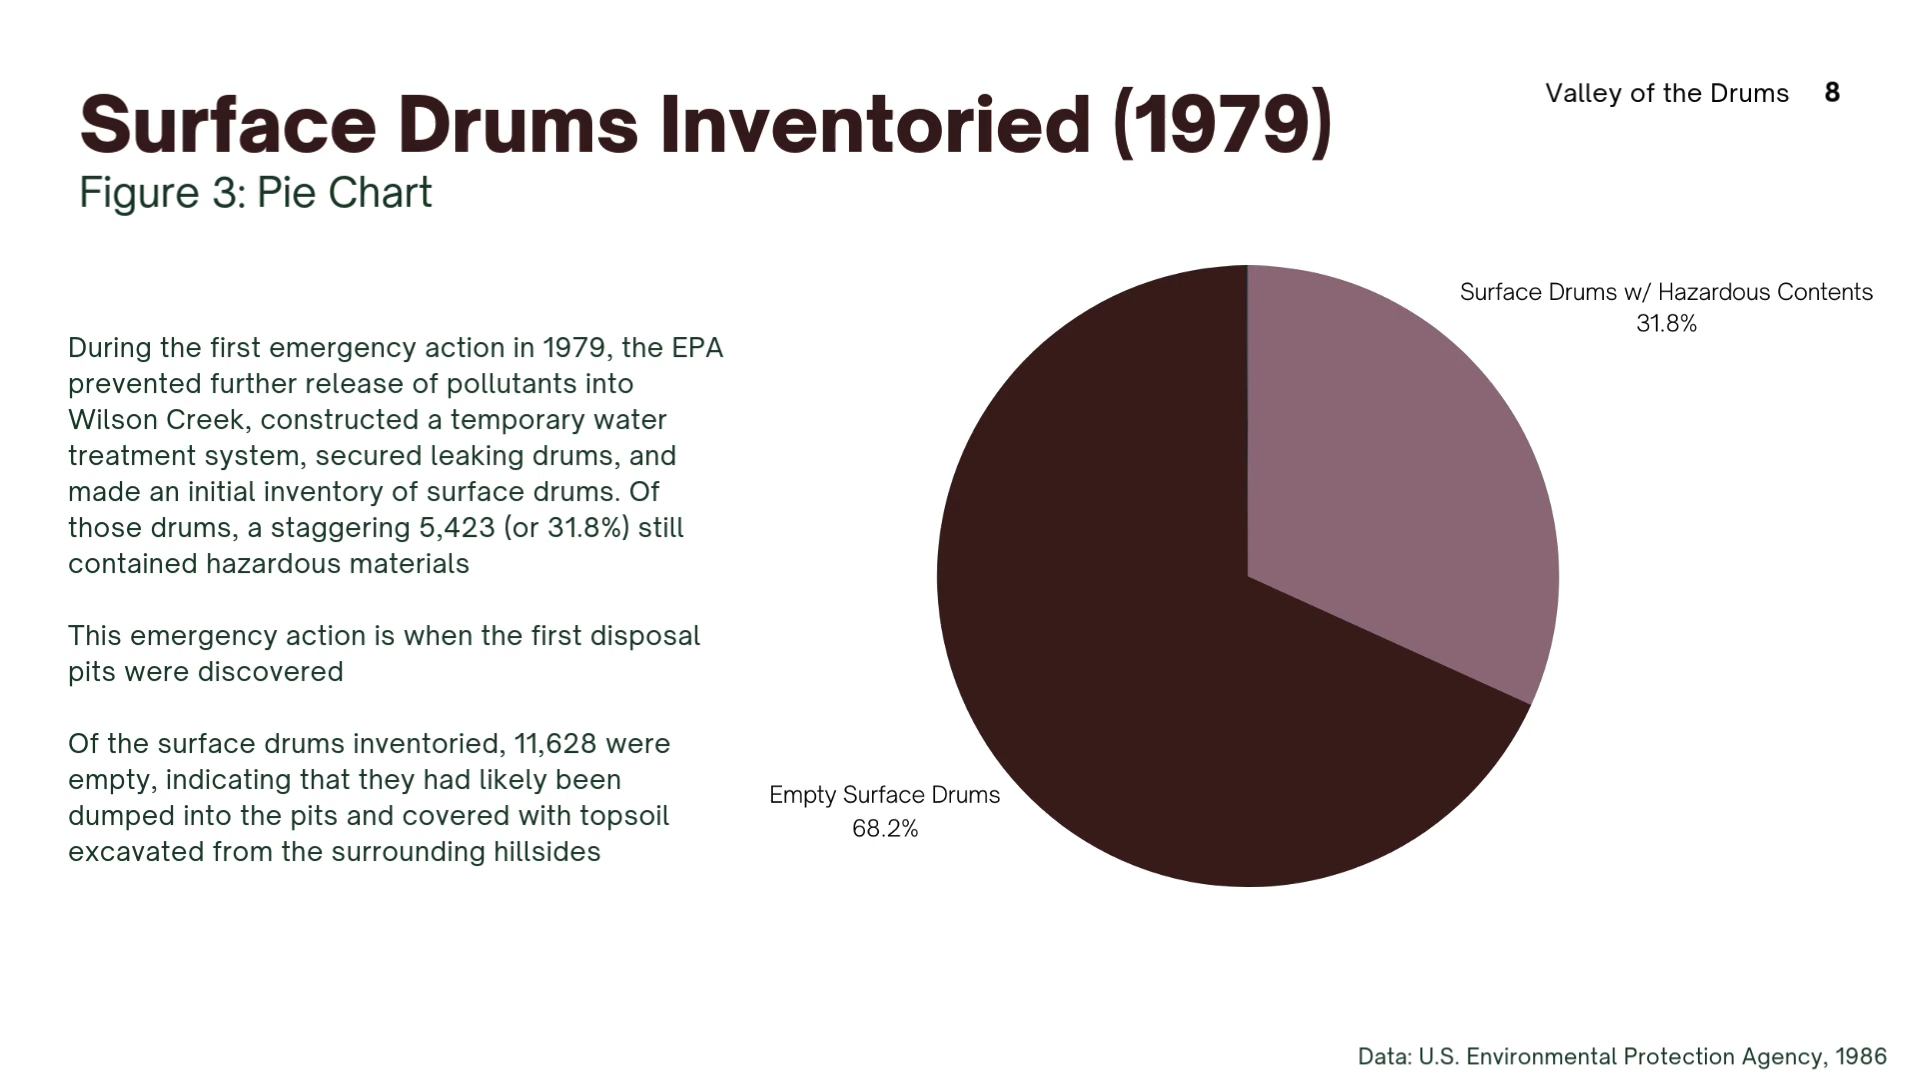 Surface Drums Inventoried (1979)
Valley of the Drums 8
Figure 3: Pie Chart
During the first emergency action in 1979, the EPA
prevented further release of pollutants into
Wilson Creek, constructed a temporary water
treatment system, secured leaking drums, and
made an initial inventory of surface drums. Of
those drums, a staggering 5,423 (or 31.8%) still
contained hazardous materials
This emergency action is when the first disposal
pits were discovered
Of the surface drums inventoried, 11,628 were
empty, indicating that they had likely been
dumped into the pits and covered with topsoil
excavated from the surrounding hillsides
Surface Drums w/ Hazardous Contents
31.8%
Empty Surface Drums
68.2%
Data: U.S. Environmental Protection Agency, 1986